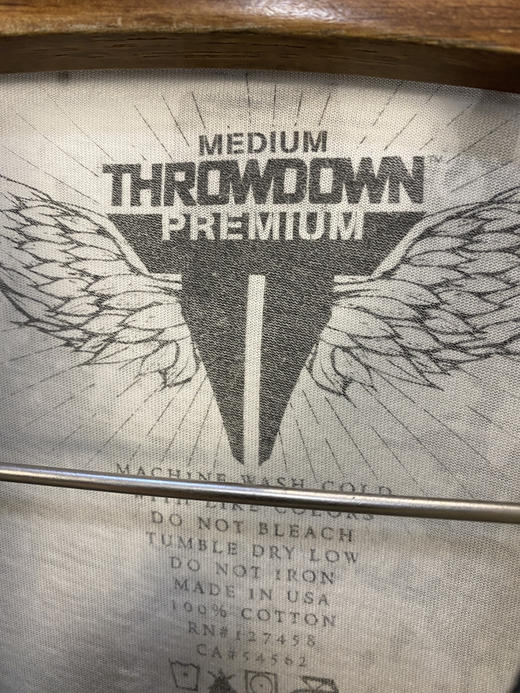 MEDIUM
THROWDOWN™
PREMIUM
MACHINE WASH COLD
WITH LIKE COLORS
DO NOT BLEACH
TUMBLE DRY LOW
DO NOT IRON
MADE IN USA
100% COTTON
RN#127458
CA#54562